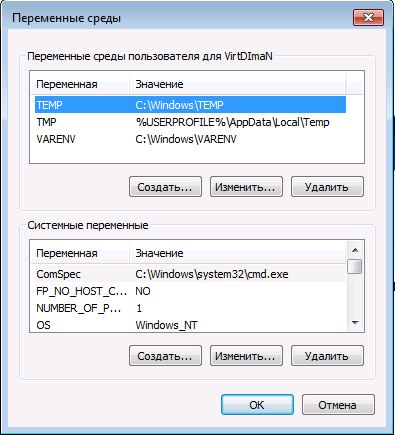 Переменные среды
Переменные среды пользователя для VirtDImaN
Переменная Значение
TEMP C:\Windows\TEMP
TMP %USERPROFILE%\AppData\Local\Temp
VARENV C:\Windows\VARENV
Создать... Изменить... Удалить
Системные переменные
Переменная Значение
ComSpec C:\Windows\system32\cmd.exe
FP_NO_HOST_C... NO
NUMBER_OF_P... 1
OS Windows_NT
Создать... Изменить... Удалить
OK Отмена